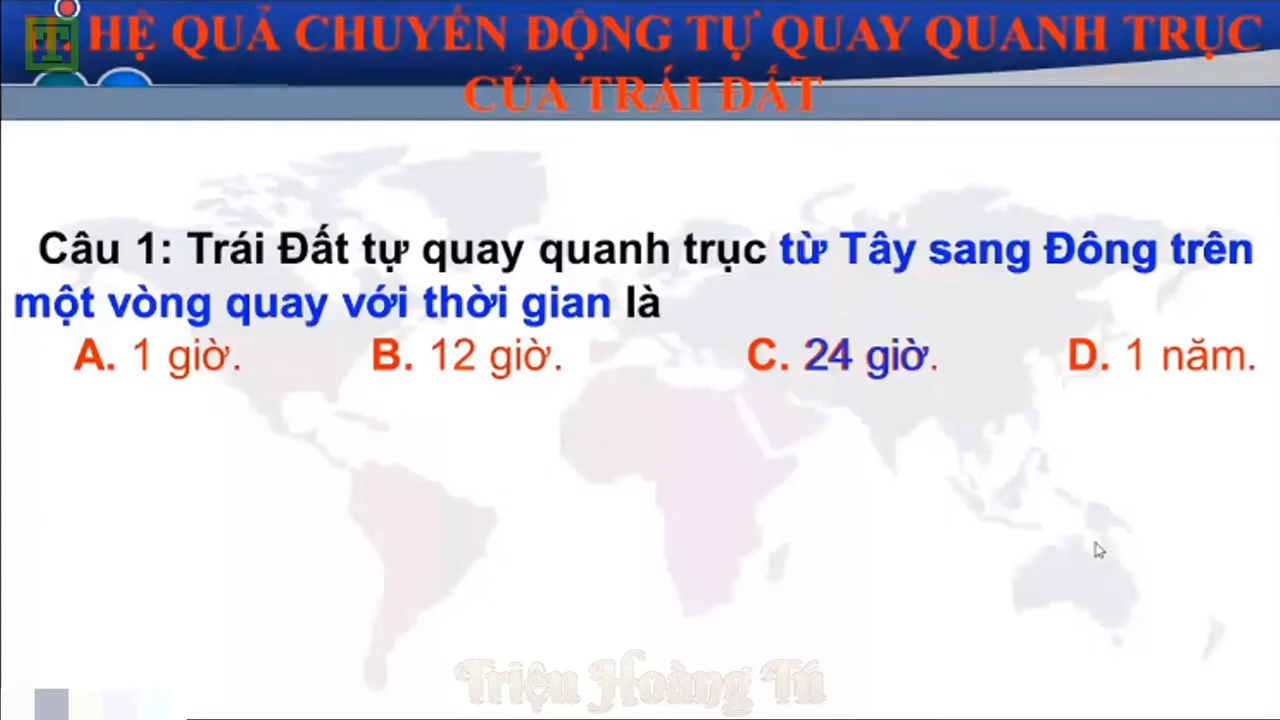 HỆ QUẢ CHUYỂN ĐỘNG TỰ QUAY QUANH TRỤC
CỦA TRÁI ĐẤT
Câu 1: Trái Đất tự quay quanh trục từ Tây sang Đông trên
một vòng quay với thời gian là
A. 1 giờ. B. 12 giờ. C. 24 giờ. D. 1 năm.
Triệu Hoàng Tú